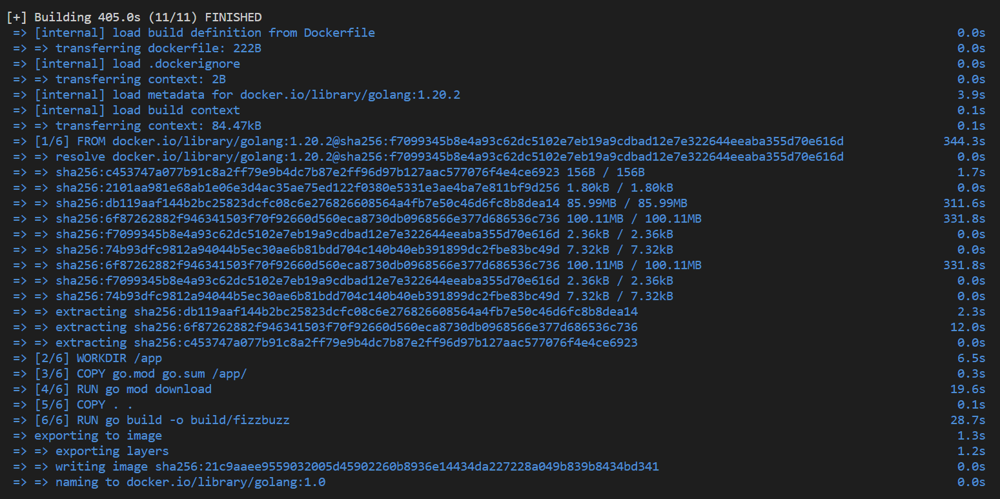 [+] Building 405.0s (11/11) FINISHED
=> [internal] load build definition from Dockerfile 0.0s
=> => transferring dockerfile: 222B 0.0s
=> [internal] load .dockerignore 0.0s
=> => transferring context: 2B 0.0s
=> [internal] load metadata for docker.io/library/golang:1.20.2 3.9s
=> [internal] load build context 0.1s
=> => transferring context: 84.47kB 0.1s
=> [1/6] FROM docker.io/library/golang:1.20.2@sha256:f7099345b8e4a93c62dc5102e7eb19a9cdbad12e7e322644eeaba355d70e616d 344.3s
=> => resolve docker.io/library/golang:1.20.2@sha256:f7099345b8e4a93c62dc5102e7eb19a9cdbad12e7e322644eeaba355d70e616d 0.0s
=> => sha256:c453747a077b91c8a2ff79e9b4dc7b87e2ff96d97b127aac577076f4e4ce6923 156B / 156B 1.7s
=> => sha256:2101aa981e68ab1e06e3d4ac35ae75ed122f0380e5331e3ae4ba7e811bf9d256 1.80kB / 1.80kB 0.0s
=> => sha256:db119aaf144b2bc25823dcfc08c6e276826608564a4fb7e50c46d6fc8b8dea14 85.99MB / 85.99MB 311.6s
=> => sha256:6f87262882f946341503f70f92660d560eca8730db0968566e377d686536c736 100.11MB / 100.11MB 331.8s
=> => sha256:f7099345b8e4a93c62dc5102e7eb19a9cdbad12e7e322644eeaba355d70e616d 2.36kB / 2.36kB 0.0s
=> => sha256:74b93dfc9812a94044b5ec30ae6b81bdd704c140b40eb391899dc2fbe83bc49d 7.32kB / 7.32kB 0.0s
=> => sha256:6f87262882f946341503f70f92660d560eca8730db0968566e377d686536c736 100.11MB / 100.11MB 331.8s
=> => sha256:f7099345b8e4a93c62dc5102e7eb19a9cdbad12e7e322644eeaba355d70e616d 2.36kB / 2.36kB 0.0s
=> => sha256:74b93dfc9812a94044b5ec30ae6b81bdd704c140b40eb391899dc2fbe83bc49d 7.32kB / 7.32kB 0.0s
=> => extracting sha256:db119aaf144b2bc25823dcfc08c6e276826608564a4fb7e50c46d6fc8b8dea14 2.3s
=> => extracting sha256:6f87262882f946341503f70f92660d560eca8730db0968566e377d686536c736 12.0s
=> => extracting sha256:c453747a077b91c8a2ff79e9b4dc7b87e2ff96d97b127aac577076f4e4ce6923 0.0s
=> [2/6] WORKDIR /app 6.5s
=> [3/6] COPY go.mod go.sum /app/ 0.3s
=> [4/6] RUN go mod download 19.6s
=> [5/6] COPY . . 0.1s
=> [6/6] RUN go build -o build/fizzbuzz 28.7s
=> exporting to image 1.3s
=> => exporting layers 1.2s
=> => writing image sha256:21c9aaee9559032005d45902260b8936e14434da227228a049b839b8434bd341 0.0s
=> => naming to docker.io/library/golang:1.0 0.0s